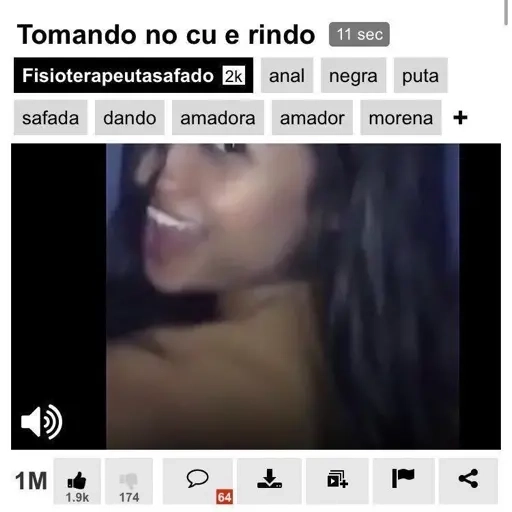 Tomando no cu e rindo 11 sec
Fisioterapeutasafado 2k anal negra puta
safada dando amadora amador morena +
1M 1.9k 174 64